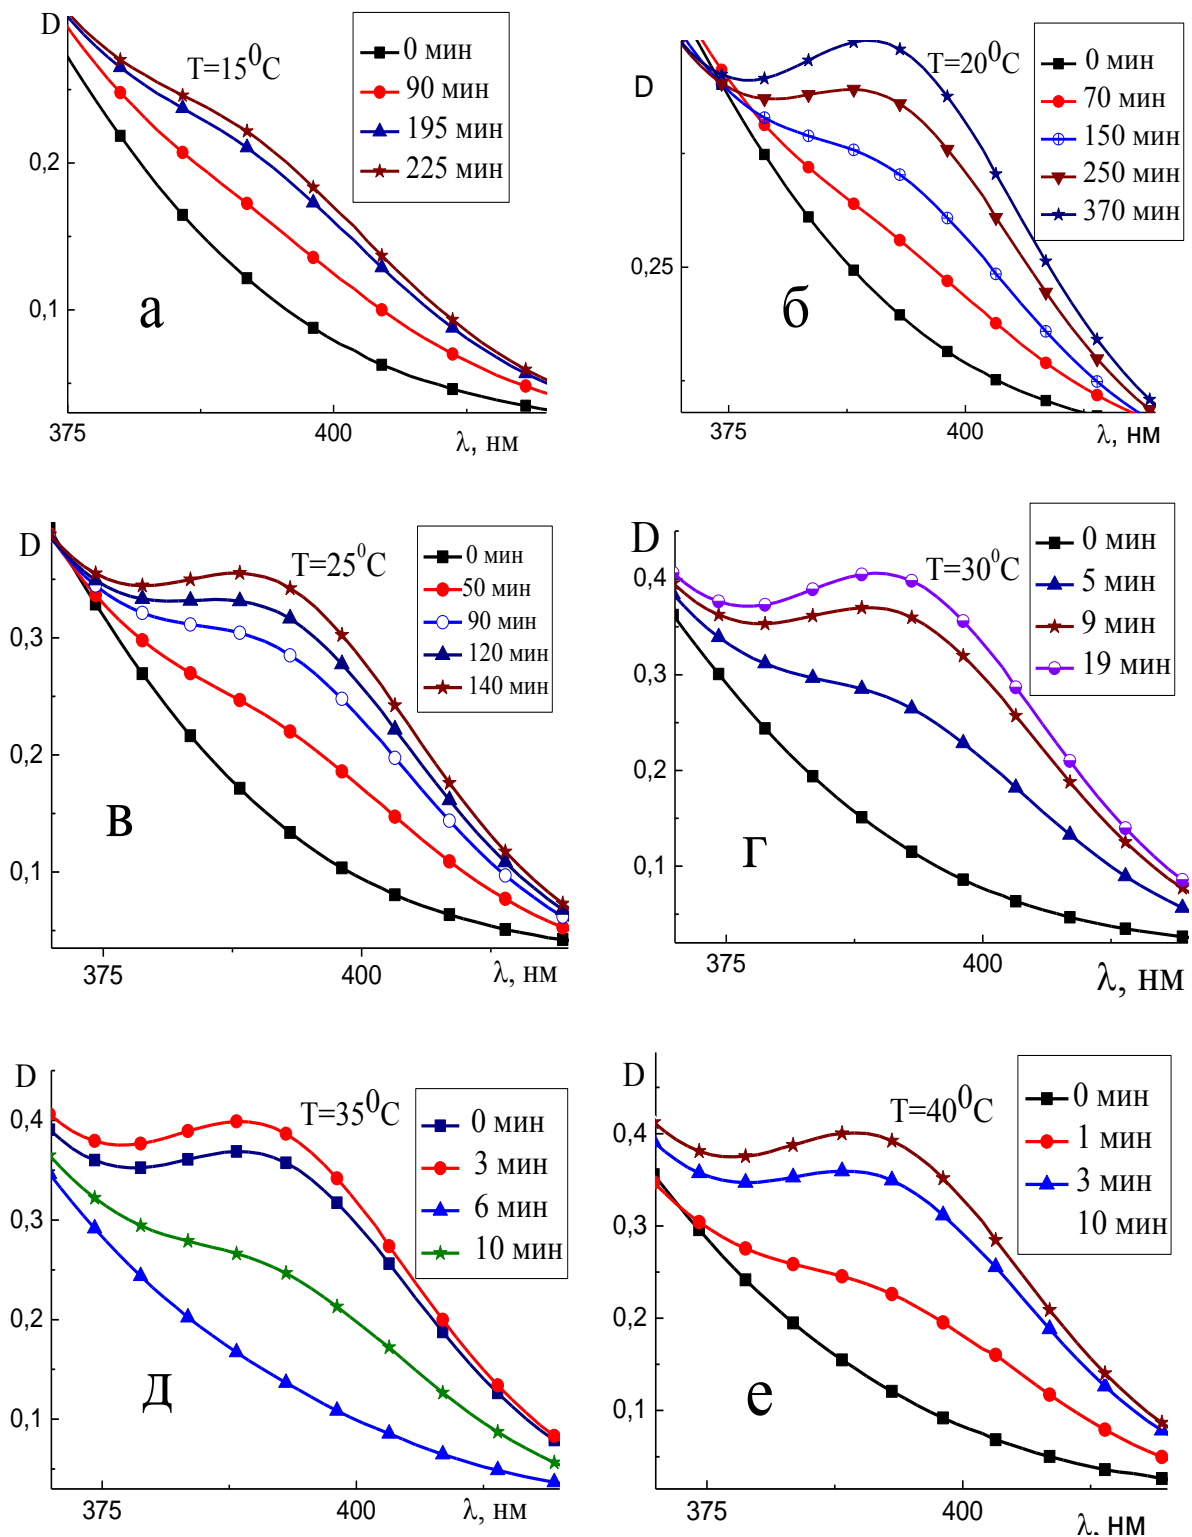 D
T=15⁰C
0 мин
90 мин
195 мин
225 мин
0,2
0,1
а
375
400
λ, нм
D
T=20⁰C
0 мин
70 мин
150 мин
250 мин
370 мин
0,25
б
375
400
λ, нм
D
T=25⁰C
0 мин
50 мин
90 мин
120 мин
140 мин
0,3
0,2
0,1
в
375
400
λ, нм
D
T=30⁰C
0 мин
5 мин
9 мин
19 мин
0,4
0,3
0,2
0,1
г
375
400
λ, нм
D
T=35⁰C
0 мин
3 мин
6 мин
10 мин
0,4
0,3
0,2
0,1
д
375
400
λ, нм
D
T=40⁰C
0 мин
1 мин
3 мин
10 мин
0,4
0,3
0,2
0,1
е
375
400
λ, нм